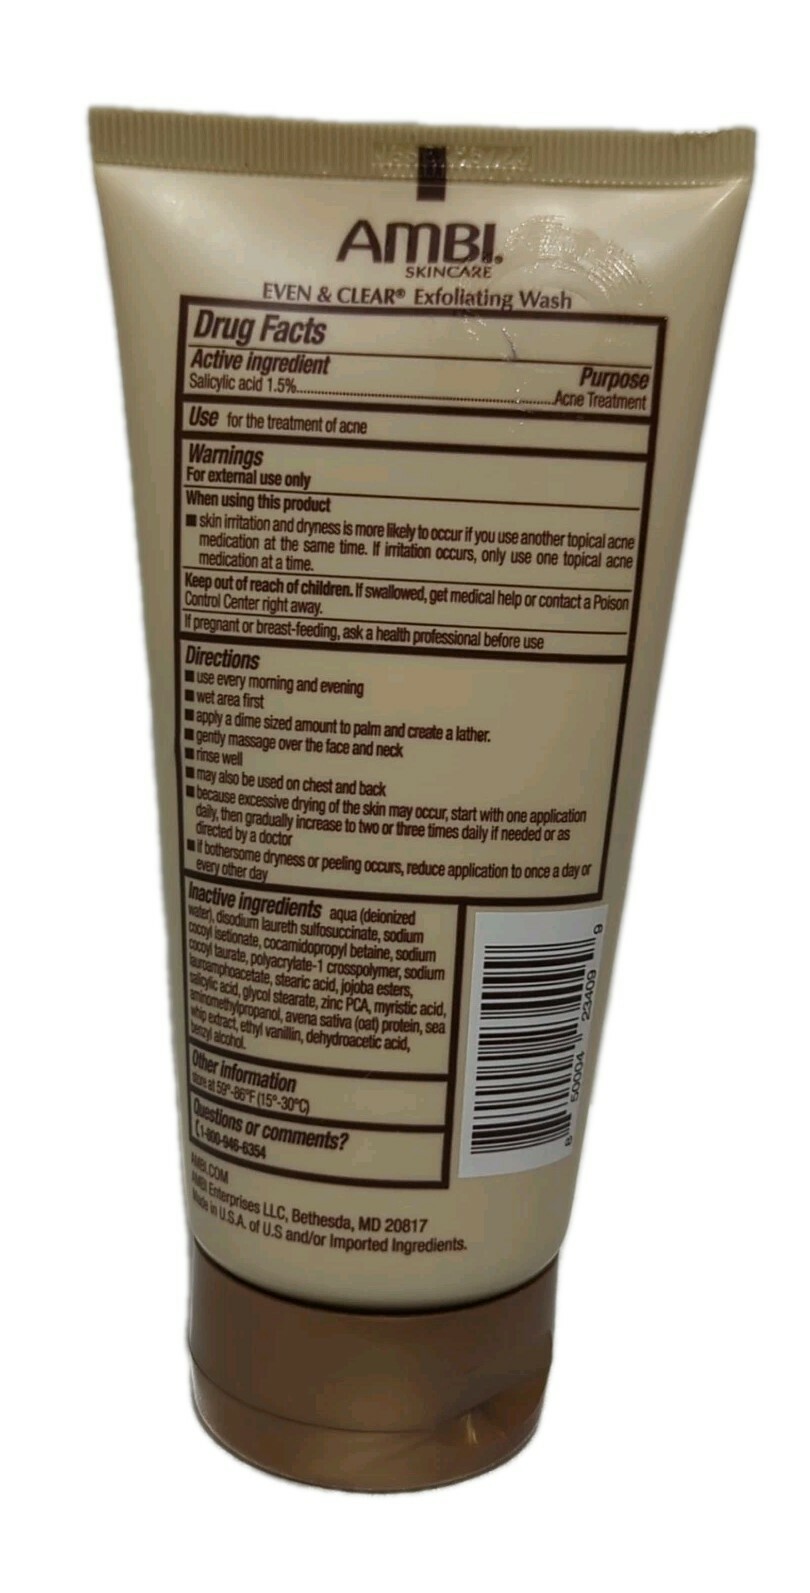 AMBI®
SKINCARE
EVEN & CLEAR® Exfoliating Wash
Drug Facts
Active ingredient Purpose
Salicylic acid 1.5%........................................................Acne Treatment
Use for the treatment of acne
Warnings
For external use only
When using this product
■ skin irritation and dryness is more likely to occur if you use another topical acne
medication at the same time. If irritation occurs, only use one topical acne
medication at a time.
Keep out of reach of children. If swallowed, get medical help or contact a Poison
Control Center right away.
If pregnant or breast-feeding, ask a health professional before use
Directions
■ use every morning and evening
■ wet area first
■ apply a dime sized amount to palm and create a lather.
■ gently massage over the face and neck
■ rinse well
■ may also be used on chest and back
■ because excessive drying of the skin may occur, start with one application
daily, then gradually increase to two or three times daily if needed or as
directed by a doctor
■ if bothersome dryness or peeling occurs, reduce application to once a day or
every other day
Inactive ingredients aqua (deionized
water), disodium laureth sulfosuccinate, sodium
cocoyl isetionate, cocamidopropyl betaine, sodium
cocoyl taurate, polyacrylate-1 crosspolymer, sodium
lauroamphoacetate, stearic acid, jojoba esters,
salicylic acid, glycol stearate, zinc PCA, myristic acid,
aminomethylpropanol, avena sativa (oat) protein, sea
whip extract, ethyl vanillin, dehydroacetic acid,
benzyl alcohol.
Other information
store at 59°-86°F (15°-30°C)
Questions or comments?
1-800-946-6354
AMBI.COM
AMBI Enterprises LLC, Bethesda, MD 20817
Made in U.S.A. of U.S and/or Imported Ingredients.
8 50004 23409 9